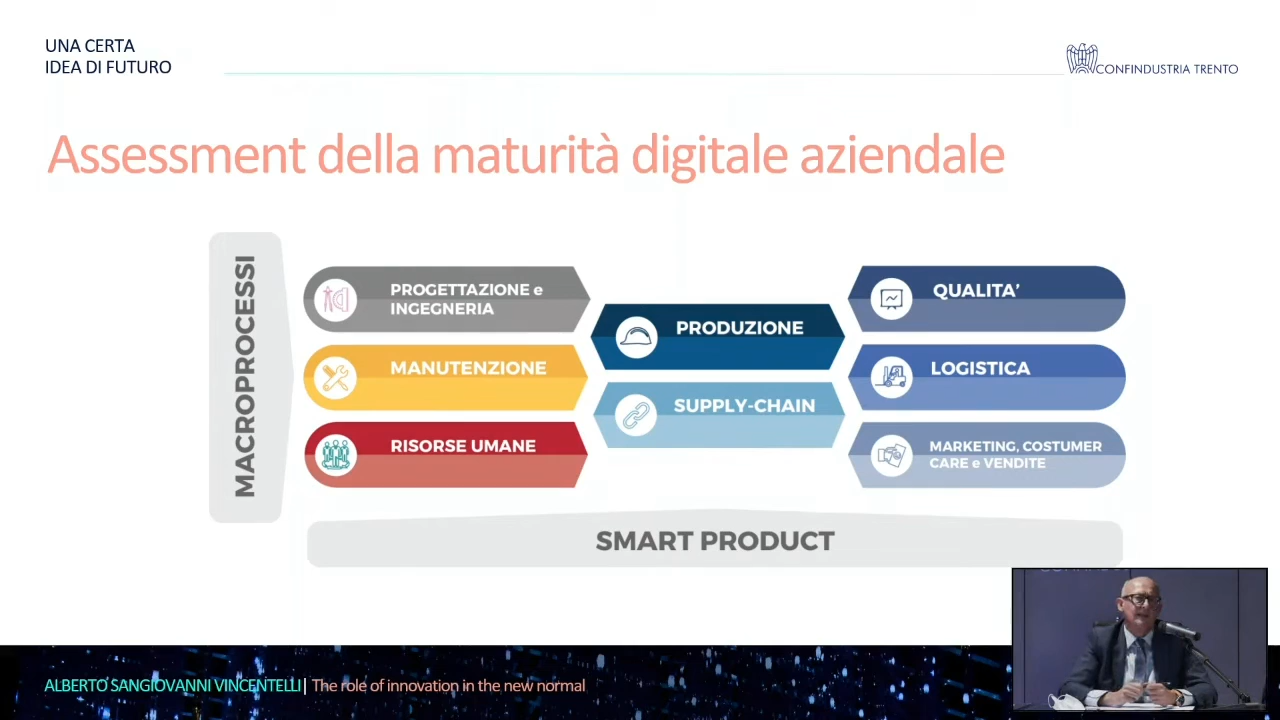 UNA CERTA
IDEA DI FUTURO
CONFINDUSTRIA TRENTO
Assessment della maturità digitale aziendale
MACROPROCESSI
PROGETTAZIONE e
INGEGNERIA
MANUTENZIONE
RISORSE UMANE
PRODUZIONE
SUPPLY-CHAIN
QUALITA’
LOGISTICA
MARKETING, COSTUMER
CARE e VENDITE
SMART PRODUCT
ALBERTO SANGIOVANNI VINCENTELLI| The role of innovation in the new normal